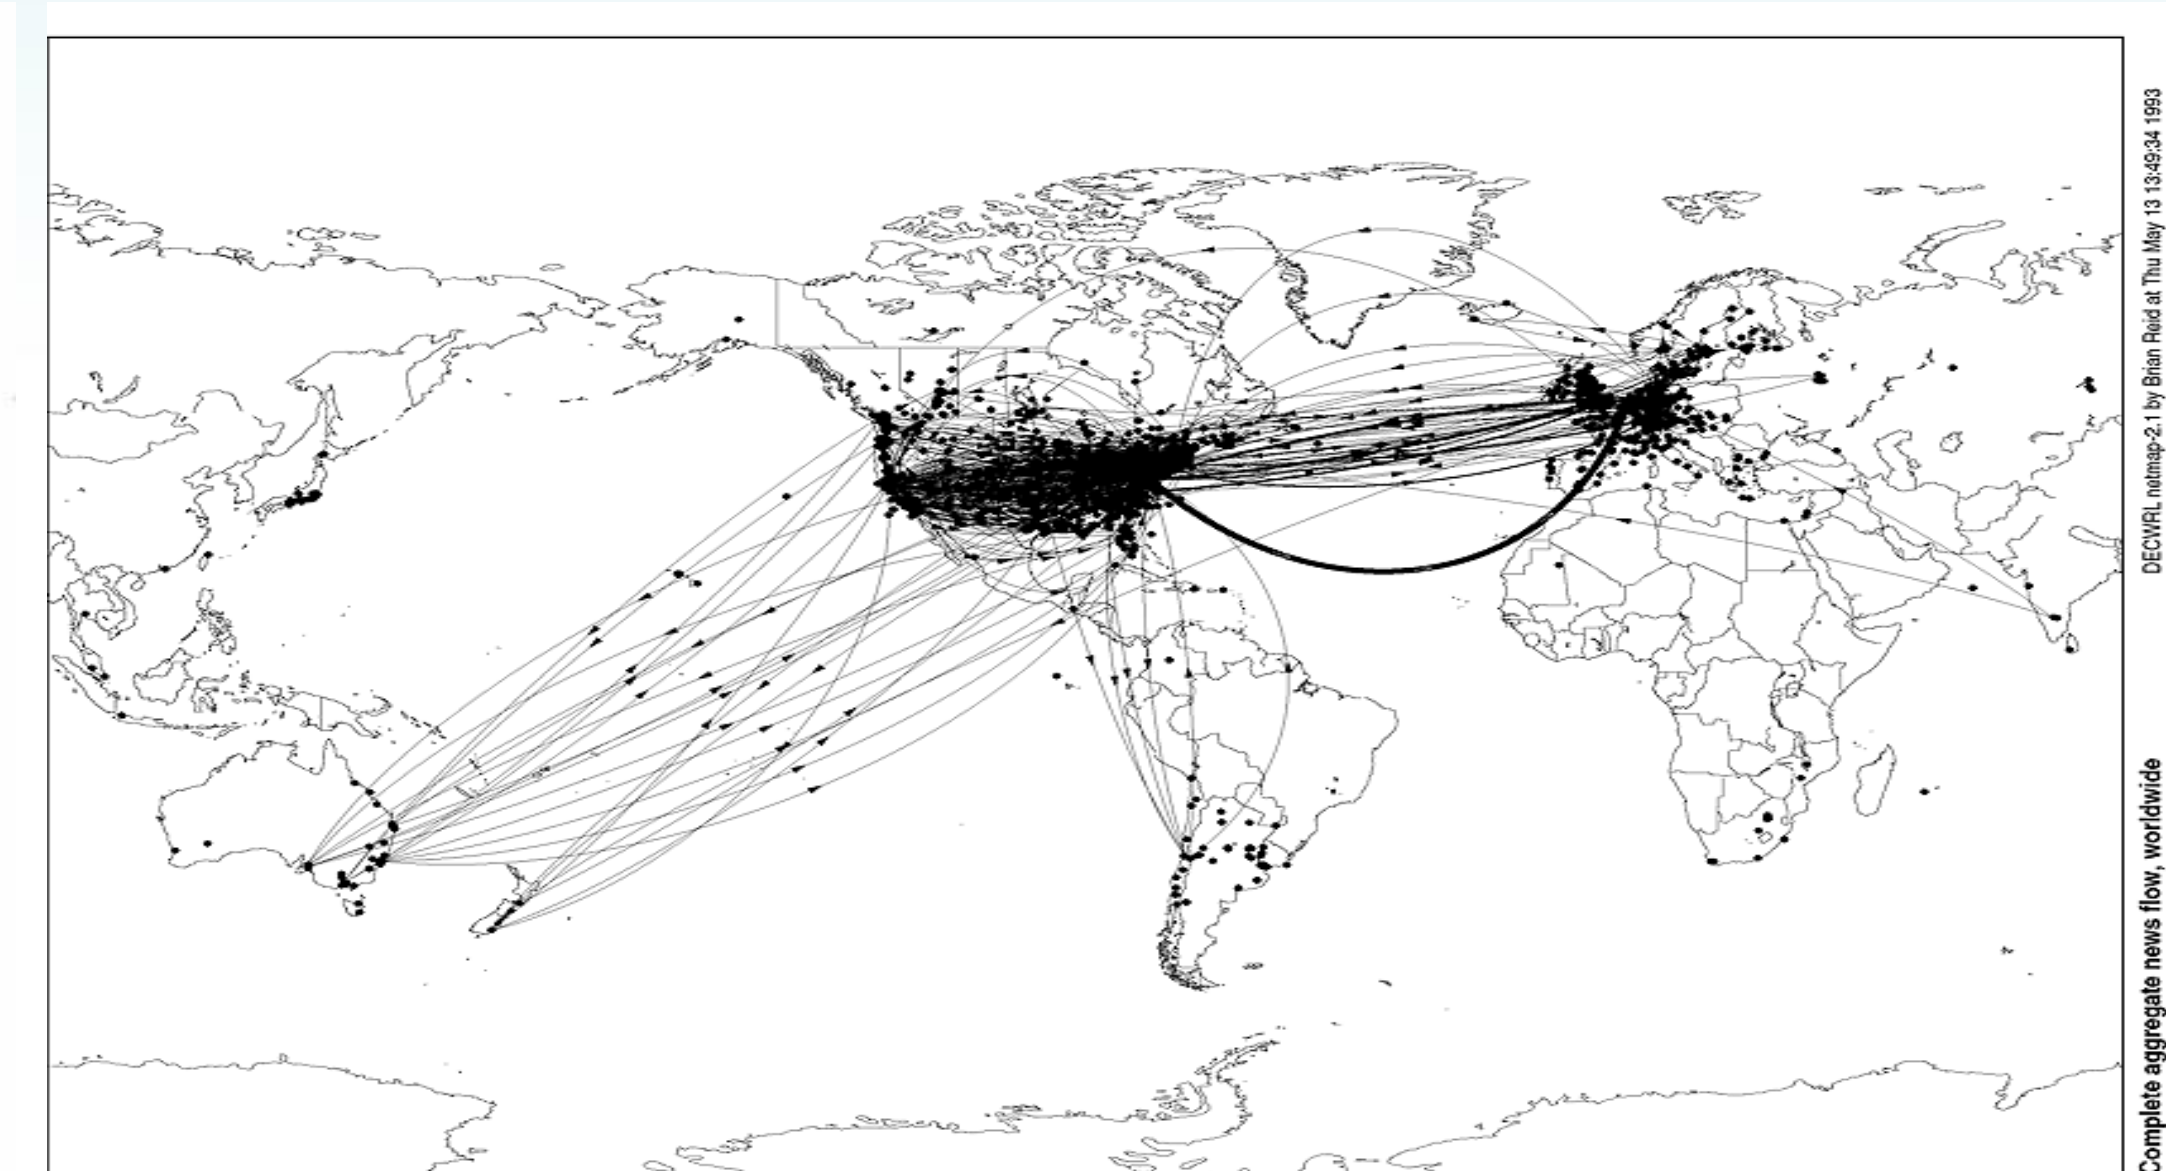 DECWRL netmap-2.1 by Brian Reid at Thu May 13 13:49:34 1993
Complete aggregate news flow, worldwide